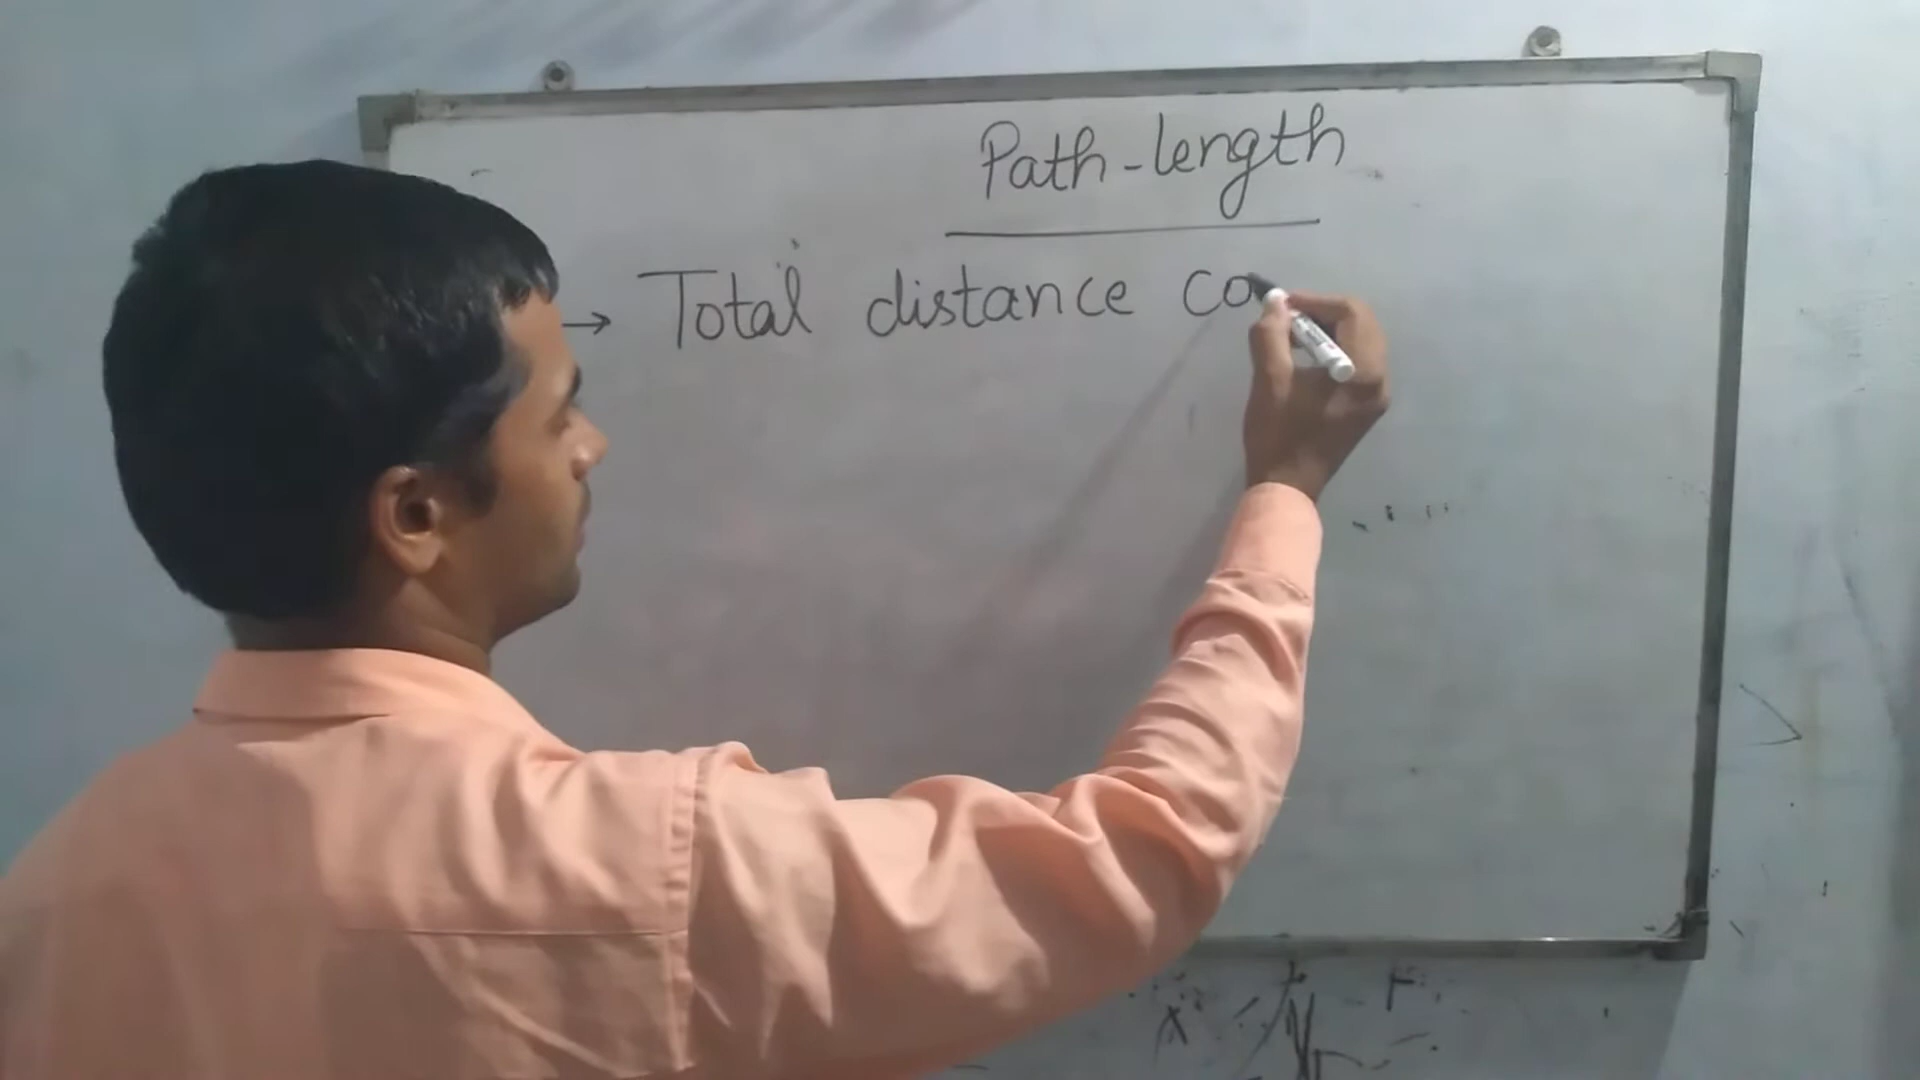 Path-length
→ Total distance co